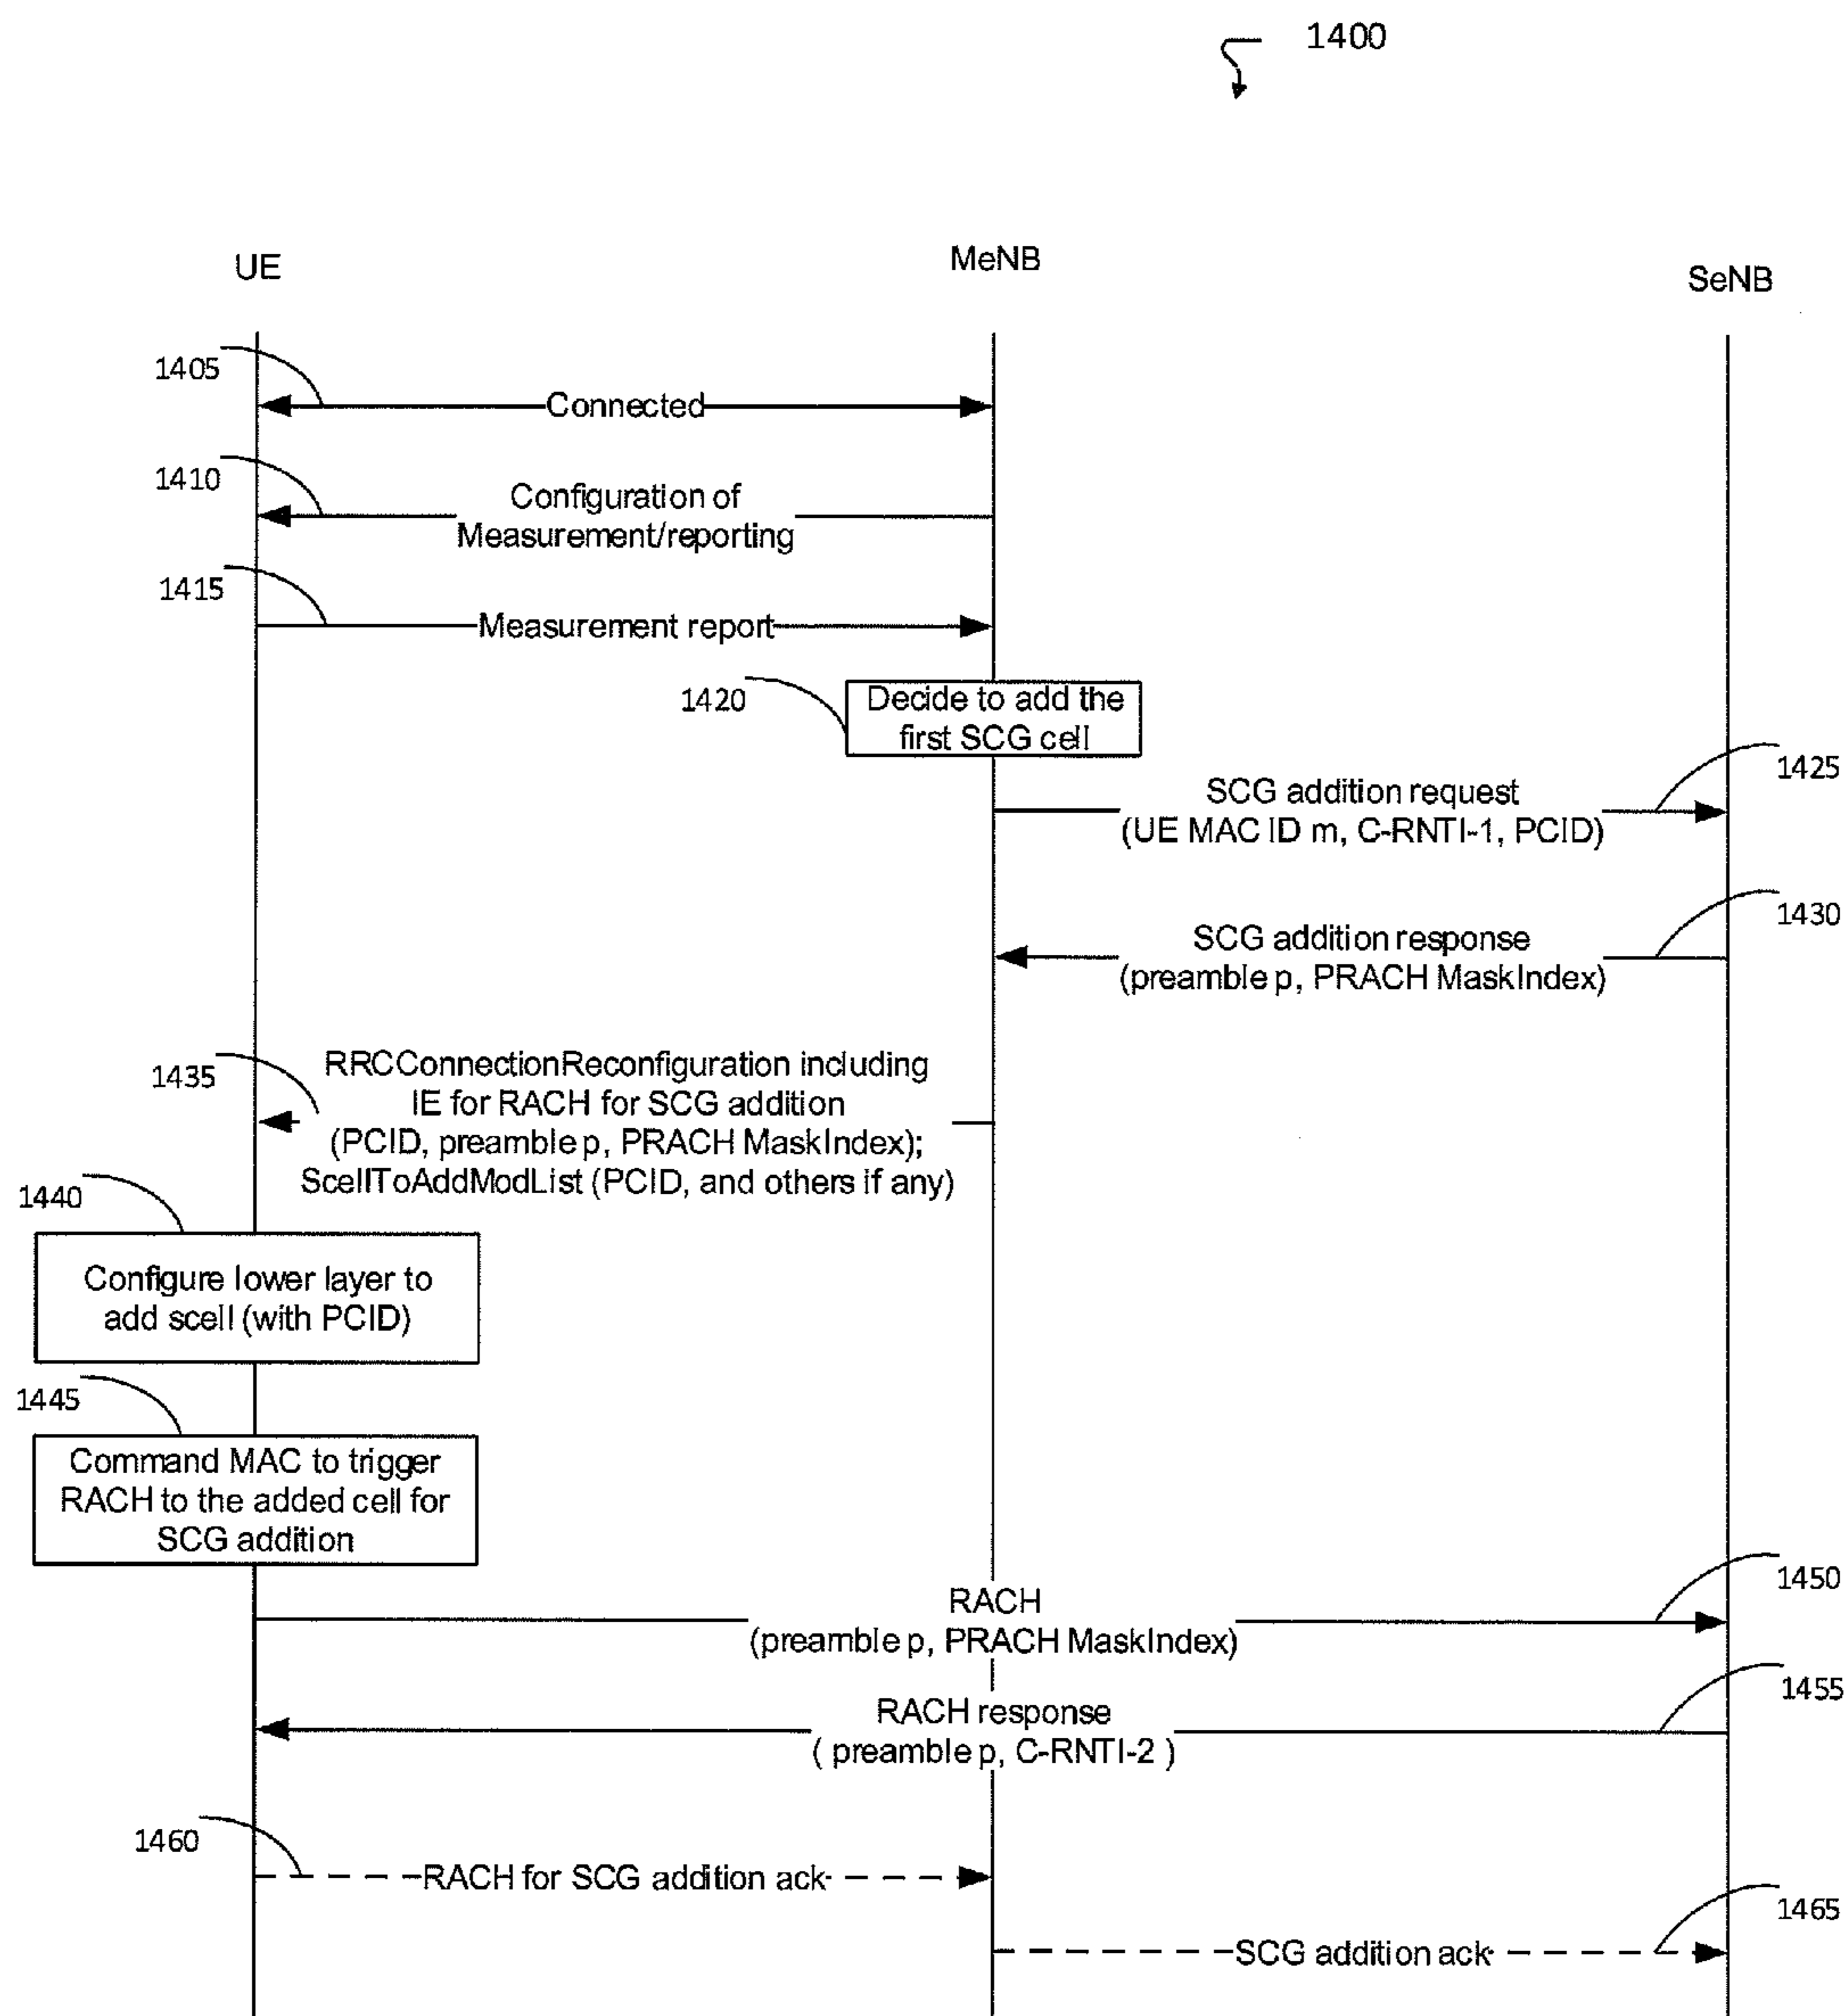 1400
UE
MeNB
SeNB
1405
Connected
1410
Configuration of
Measurement/reporting
1415
Measurement report
1420
Decide to add the
first SCG cell
1425
SCG addition request
(UE MAC ID m, C-RNTI-1, PCID)
1430
SCG addition response
(preamble p, PRACH MaskIndex)
1435
RRCConnectionReconfiguration including
IE for RACH for SCG addition
(PCID, preamble p, PRACH MaskIndex);
ScellToAddModList (PCID, and others if any)
1440
Configure lower layer to
add scell (with PCID)
1445
Command MAC to trigger
RACH to the added cell for
SCG addition
1450
RACH
(preamble p, PRACH MaskIndex)
1455
RACH response
( preamble p, C-RNTI-2 )
1460
RACH for SCG addition ack
1465
SCG addition ack